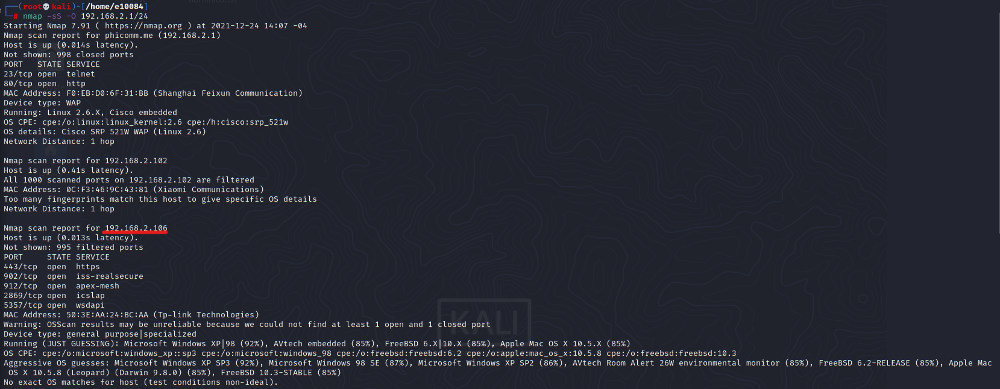 ┌──(root💀kali)-[/home/e10084]
└─# nmap -sS -O 192.168.2.1/24
Starting Nmap 7.91 ( https://nmap.org ) at 2021-12-24 14:07 -04
Nmap scan report for phicomm.me (192.168.2.1)
Host is up (0.014s latency).
Not shown: 998 closed ports
PORT   STATE SERVICE
23/tcp open  telnet
80/tcp open  http
MAC Address: F0:EB:D0:6F:31:BB (Shanghai Feixun Communication)
Device type: WAP
Running: Linux 2.6.X, Cisco embedded
OS CPE: cpe:/o:linux:linux_kernel:2.6 cpe:/h:cisco:srp_521w
OS details: Cisco SRP 521W WAP (Linux 2.6)
Network Distance: 1 hop

Nmap scan report for 192.168.2.102
Host is up (0.41s latency).
All 1000 scanned ports on 192.168.2.102 are filtered
MAC Address: 0C:F3:46:9C:43:81 (Xiaomi Communications)
Too many fingerprints match this host to give specific OS details
Network Distance: 1 hop

Nmap scan report for 192.168.2.106
Host is up (0.013s latency).
Not shown: 995 filtered ports
PORT     STATE SERVICE
443/tcp  open  https
902/tcp  open  iss-realsecure
912/tcp  open  apex-mesh
2869/tcp open  icslap
5357/tcp open  wsdapi
MAC Address: 50:3E:AA:24:BC:AA (Tp-link Technologies)
Warning: OSScan results may be unreliable because we could not find at least 1 open and 1 closed port
Device type: general purpose|specialized
Running (JUST GUESSING): Microsoft Windows XP|98 (92%), AVtech embedded (85%), FreeBSD 6.X|10.X (85%), Apple Mac OS X 10.5.X (85%)
OS CPE: cpe:/o:microsoft:windows_xp::sp3 cpe:/o:microsoft:windows_98 cpe:/o:freebsd:freebsd:6.2 cpe:/o:apple:mac_os_x:10.5.8 cpe:/o:freebsd:freebsd:10.3
Aggressive OS guesses: Microsoft Windows XP SP3 (92%), Microsoft Windows 98 SE (87%), Microsoft Windows XP SP2 (86%), AVtech Room Alert 26W environmental monitor (85%), FreeBSD 6.2-RELEASE (85%), Apple Mac
OS X 10.5.8 (Leopard) (Darwin 9.8.0) (85%), FreeBSD 10.3-STABLE (85%)
No exact OS matches for host (test conditions non-ideal).
KALI